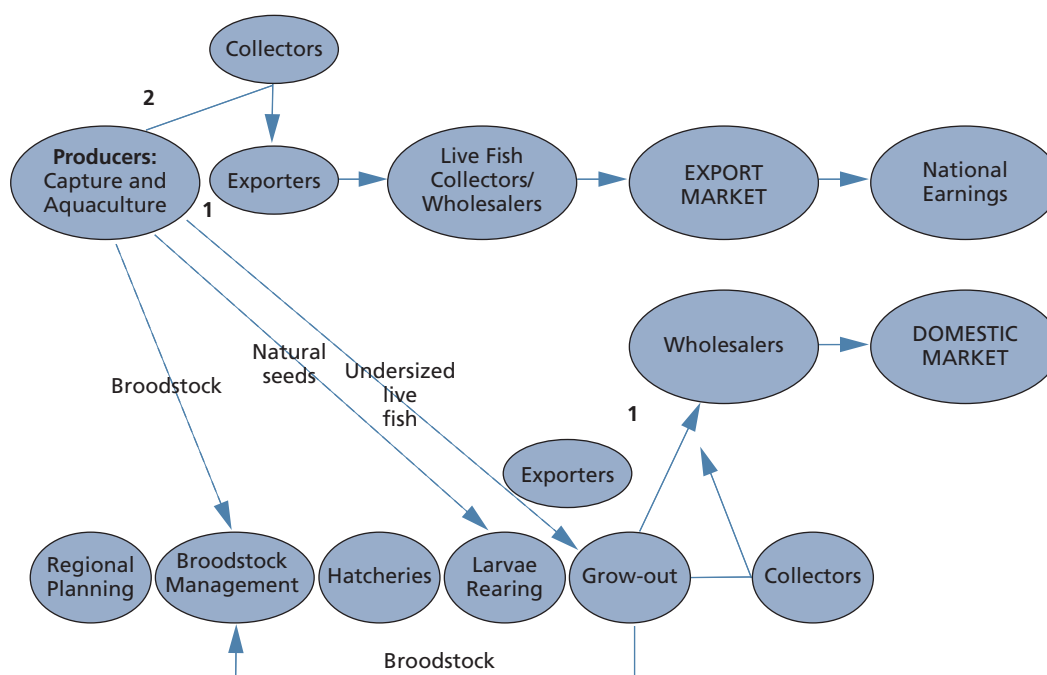 Collectors
2
Producers:
Capture and
Aquaculture
1
Exporters
Live Fish
Collectors/
Wholesalers
EXPORT
MARKET
National
Earnings
Wholesalers
DOMESTIC
MARKET
Natural
seeds
Undersized
live
fish
Broodstock
1
Exporters
Regional
Planning
Broodstock
Management
Hatcheries
Larvae
Rearing
Grow-out
Collectors
Broodstock